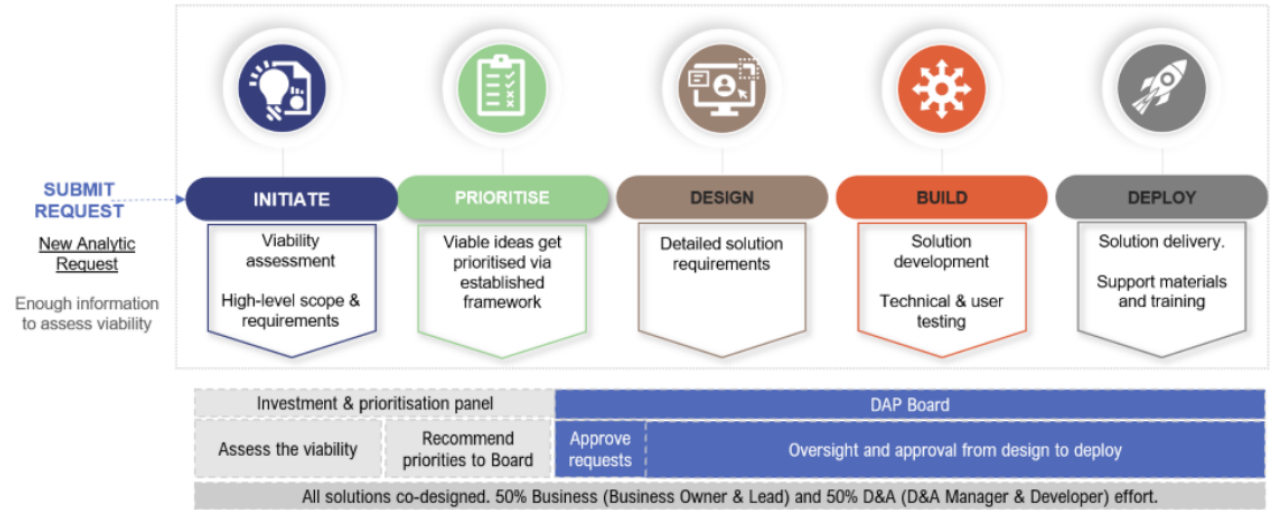 SUBMIT
REQUEST
New Analytic
Request
Enough information
to assess viability
INITIATE
Viability
assessment
High-level scope &
requirements
PRIORITISE
Viable ideas get
prioritised via
established
framework
DESIGN
Detailed solution
requirements
BUILD
Solution
development
Technical & user
testing
DEPLOY
Solution delivery.
Support materials
and training
Investment & prioritisation panel
DAP Board
Assess the viability
Recommend
priorities to Board
Approve
requests
Oversight and approval from design to deploy
All solutions co-designed. 50% Business (Business Owner & Lead) and 50% D&A (D&A Manager & Developer) effort.